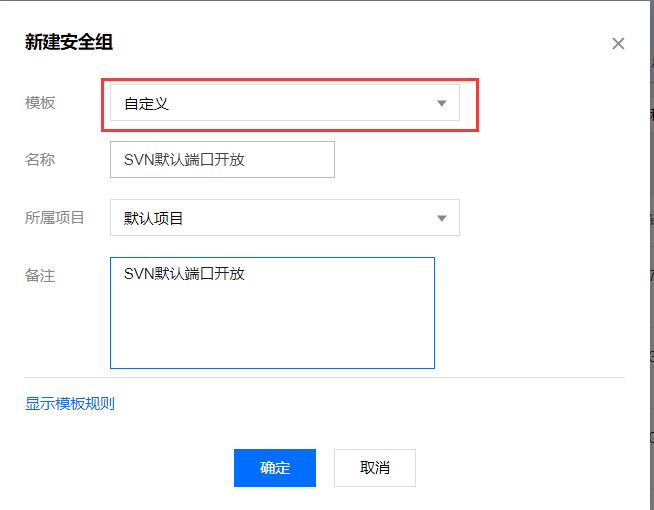 新建安全组
模板 自定义
名称 SVN默认端口开放
所属项目 默认项目
备注 SVN默认端口开放
显示模板规则
确定 取消